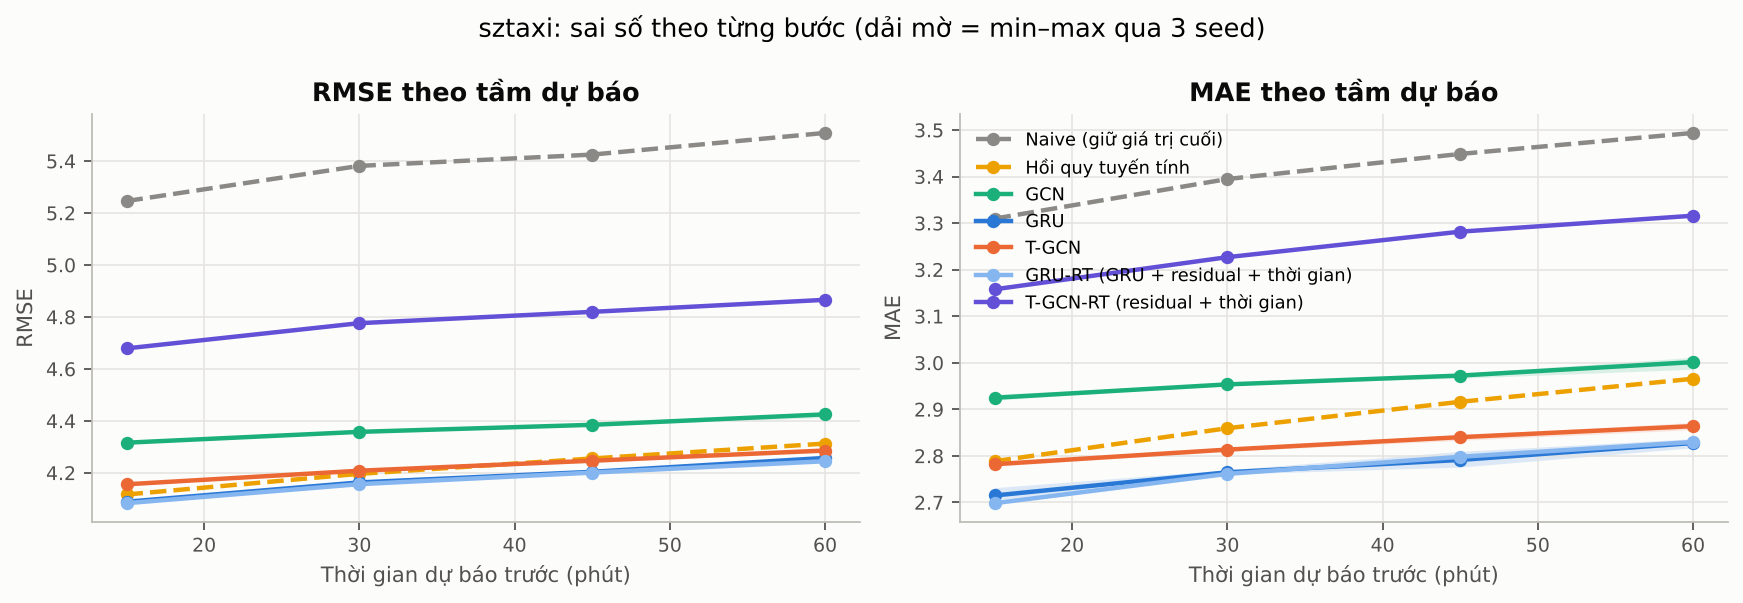 sztaxi: sai số theo từng bước (dải mờ = min–max qua 3 seed)
RMSE theo tầm dự báo
RMSE
5.4
5.2
5.0
4.8
4.6
4.4
4.2
20 30 40 50 60
Thời gian dự báo trước (phút)
MAE theo tầm dự báo
MAE
3.5
3.4
3.3
3.2
3.1
3.0
2.9
2.8
2.7
Naive (giữ giá trị cuối)
Hồi quy tuyến tính
GCN
GRU
T-GCN
GRU-RT (GRU + residual + thời gian)
T-GCN-RT (residual + thời gian)
20 30 40 50 60
Thời gian dự báo trước (phút)